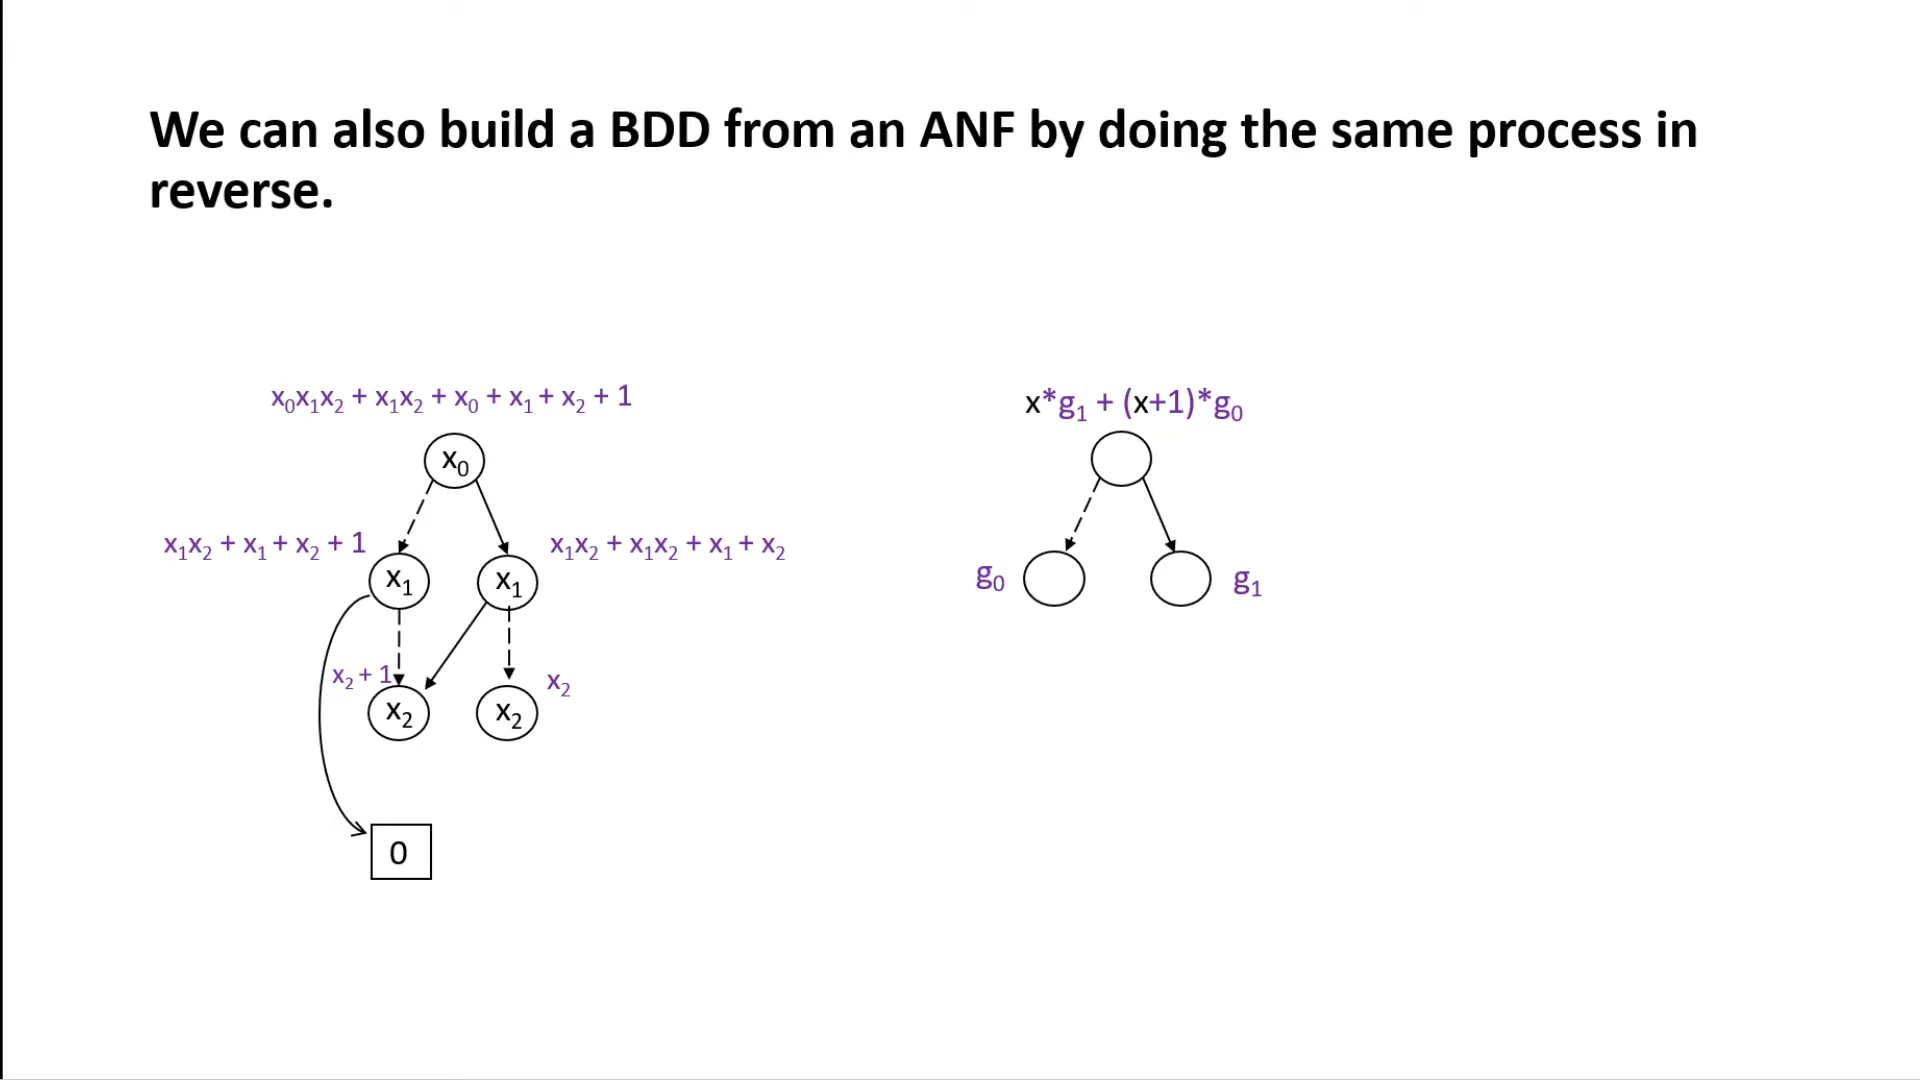 We can also build a BDD from an ANF by doing the same process in
reverse.
x₀x₁x₂ + x₁x₂ + x₀ + x₁ + x₂ + 1
x*g₁ + (x+1)*g₀
x₀
x₁x₂ + x₁ + x₂ + 1
x₁x₂ + x₁x₂ + x₁ + x₂
x₁
x₁
g₀
g₁
x₂ + 1
x₂
x₂
x₂
0